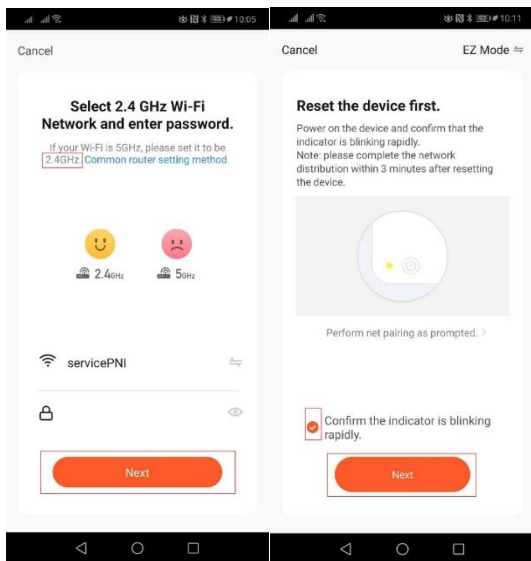 10:05
Cancel
Select 2.4 GHz Wi-Fi
Network and enter password.
If your Wi-Fi is 5GHz, please set it to be
2.4GHz. Common router setting method
2.4GHz
5GHz
servicePNI
Next
10:11
Cancel
EZ Mode
Reset the device first.
Power on the device and confirm that the
indicator is blinking rapidly.
Note: please complete the network
distribution within 3 minutes after resetting
the device.
Perform net pairing as prompted. >
Confirm the indicator is blinking
rapidly.
Next